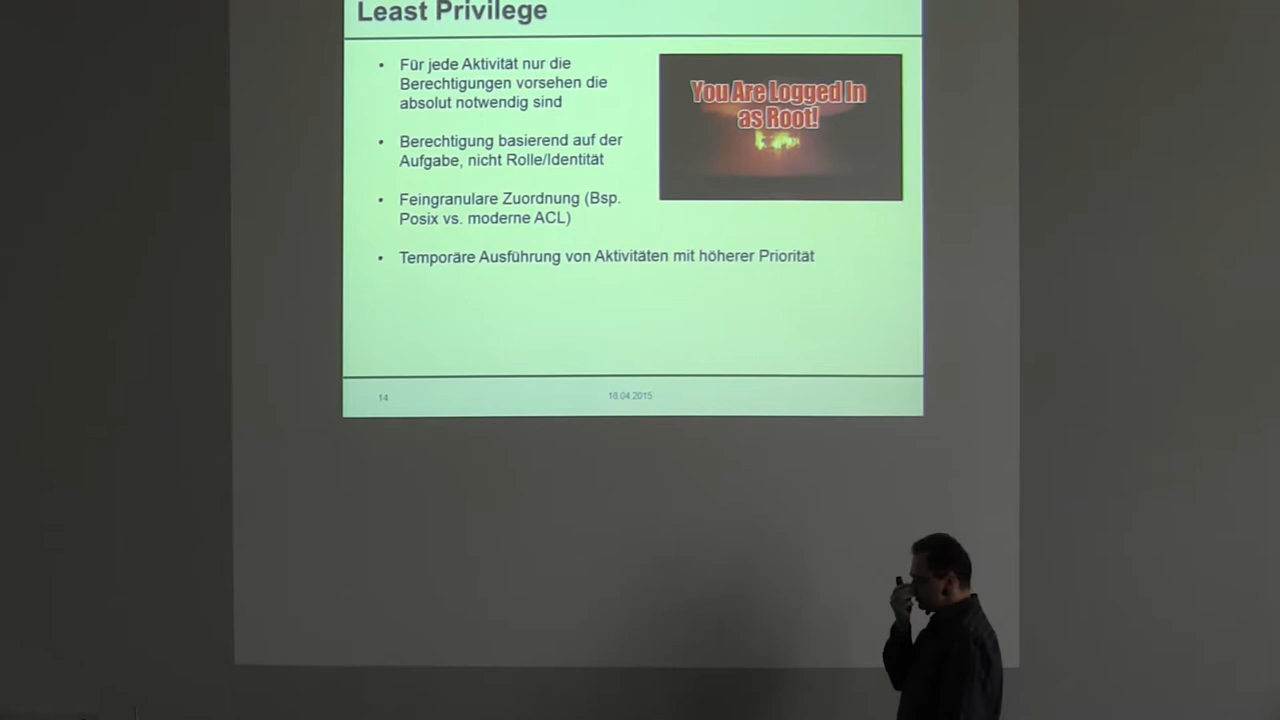 Least Privilege
• Für jede Aktivität nur die
Berechtigungen vorsehen die
absolut notwendig sind
• Berechtigung basierend auf der
Aufgabe, nicht Rolle/Identität
• Feingranulare Zuordnung (Bsp.
Posix vs. moderne ACL)
• Temporäre Ausführung von Aktivitäten mit höherer Priorität
You Are Logged In
as Root!
14
18.04.2015